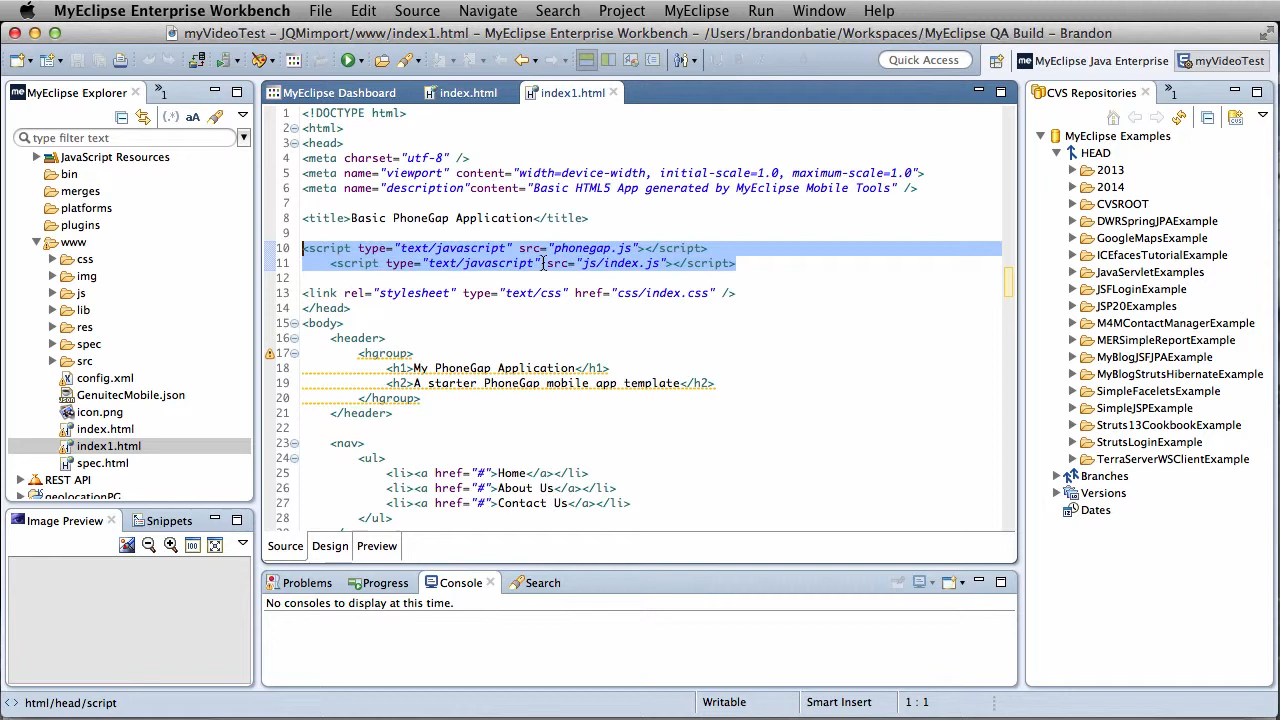 MyEclipse Enterprise Workbench File Edit Source Navigate Search Project MyEclipse Run Window Help
myVideoTest - JQMimport/www/index1.html - MyEclipse Enterprise Workbench - /Users/brandonbatie/Workspaces/MyEclipse QA Build - Brandon
Quick Access MyEclipse Java Enterprise myVideoTest
MyEclipse Explorer
type filter text
JavaScript Resources
bin
merges
platforms
plugins
www
css
img
js
lib
res
spec
src
config.xml
GenuitecMobile.json
icon.png
index.html
index1.html
spec.html
REST API
geolocationPG
Image Preview Snippets
MyEclipse Dashboard index.html index1.html
1 <!DOCTYPE html>
2 <html>
3 <head>
4 <meta charset="utf-8" />
5 <meta name="viewport" content="width=device-width, initial-scale=1.0, maximum-scale=1.0">
6 <meta name="description"content="Basic HTML5 App generated by MyEclipse Mobile Tools" />
7
8 <title>Basic PhoneGap Application</title>
9
10 <script type="text/javascript" src="phonegap.js"></script>
11 <script type="text/javascript" src="js/index.js"></script>
12
13 <link rel="stylesheet" type="text/css" href="css/index.css" />
14 </head>
15 <body>
16 <header>
17 <hgroup>
18 <h1>My PhoneGap Application</h1>
19 <h2>A starter PhoneGap mobile app template</h2>
20 </hgroup>
21 </header>
22
23 <nav>
24 <ul>
25 <li><a href="#">Home</a></li>
26 <li><a href="#">About Us</a></li>
27 <li><a href="#">Contact Us</a></li>
28 </ul>
Source Design Preview
Problems Progress Console Search
No consoles to display at this time.
CVS Repositories
MyEclipse Examples
HEAD
2013
2014
CVSROOT
DWRSpringJPAExample
GoogleMapsExample
ICEfacesTutorialExample
JavaServletExamples
JSFLoginExample
JSP20Examples
M4MContactManagerExample
MERSimpleReportExample
MyBlogJSFJPAExample
MyBlogStrutsHibernateExample
SimpleFaceletsExample
SimpleJSPExample
Struts13CookbookExample
StrutsLoginExample
TerraServerWSClientExample
Branches
Versions
Dates
html/head/script Writable Smart Insert 1 : 1